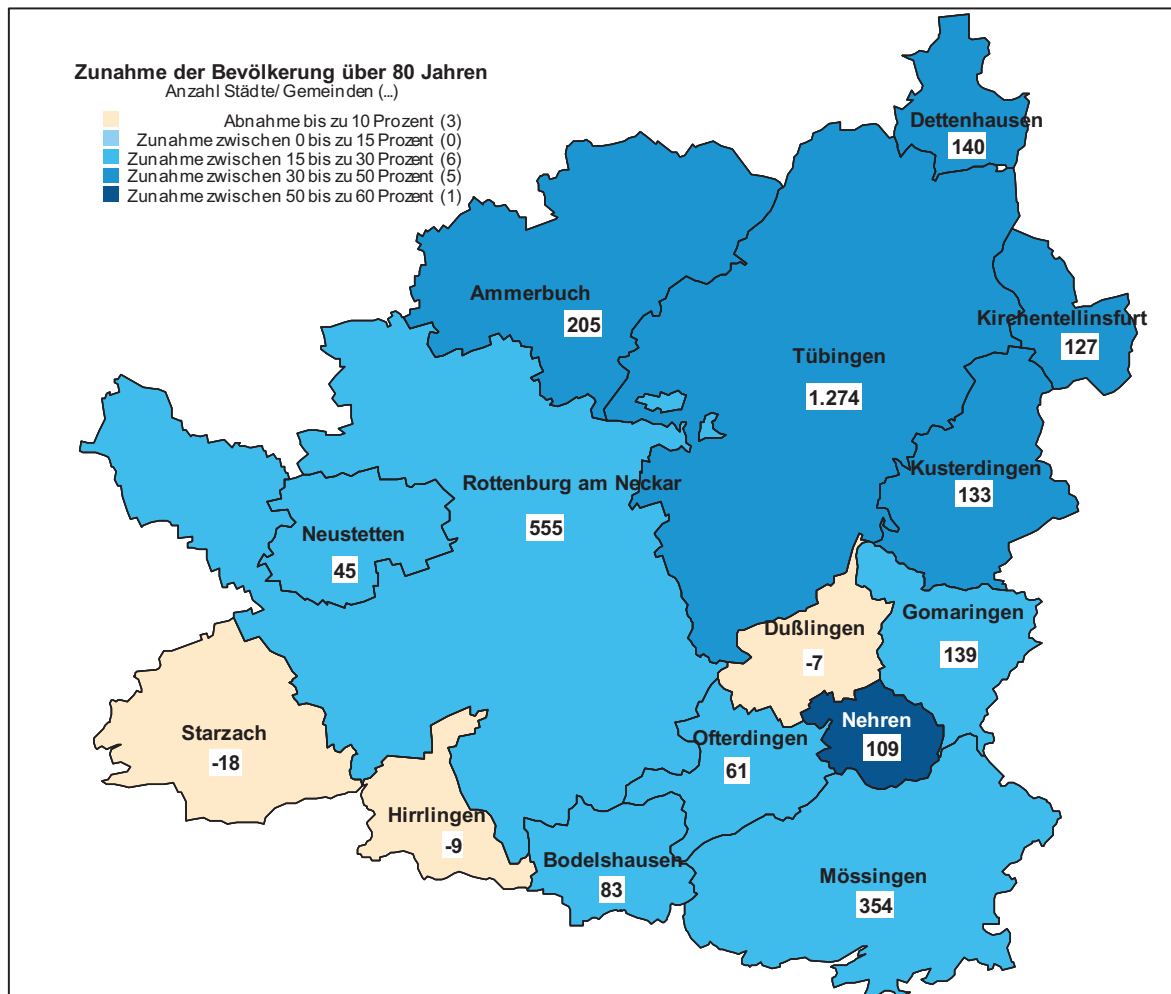 Zunahme der Bevölkerung über 80 Jahren
Anzahl Städte/ Gemeinden (...)
Abnahme bis zu 10 Prozent (3)
Zunahme zwischen 0 bis zu 15 Prozent (0)
Zunahme zwischen 15 bis zu 30 Prozent (6)
Zunahme zwischen 30 bis zu 50 Prozent (5)
Zunahme zwischen 50 bis zu 60 Prozent (1)
Dettenhausen
140
Ammerbuch
205
Kirchentellinsfurt
127
Tübingen
1.274
Kusterdingen
133
Rottenburg am Neckar
555
Neustetten
45
Gomaringen
139
Dußlingen
-7
Nehren
109
Starzach
-18
Ofterdingen
61
Hirrlingen
-9
Bodelshausen
83
Mössingen
354